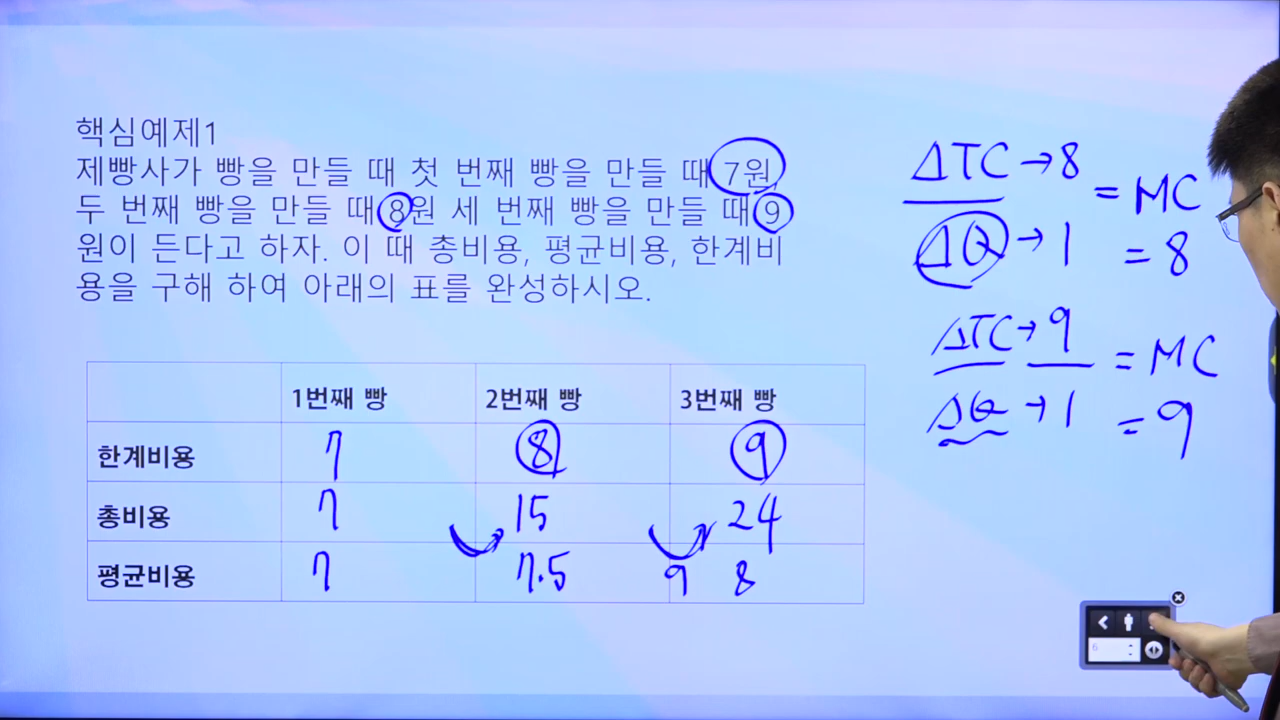 핵심예제1
제빵사가 빵을 만들 때 첫 번째 빵을 만들 때 7원,
두 번째 빵을 만들 때 8원 세 번째 빵을 만들 때 9
원이 든다고 하자. 이 때 총비용, 평균비용, 한계비
용을 구해 하여 아래의 표를 완성하시오.
1번째 빵 2번째 빵 3번째 빵
한계비용 7 8 9
총비용 7 15 24
평균비용 7 7.5 9 8
ΔTC→8 = MC
ΔQ→1 = 8
ΔTC→9 = MC
ΔQ→1 = 9
6